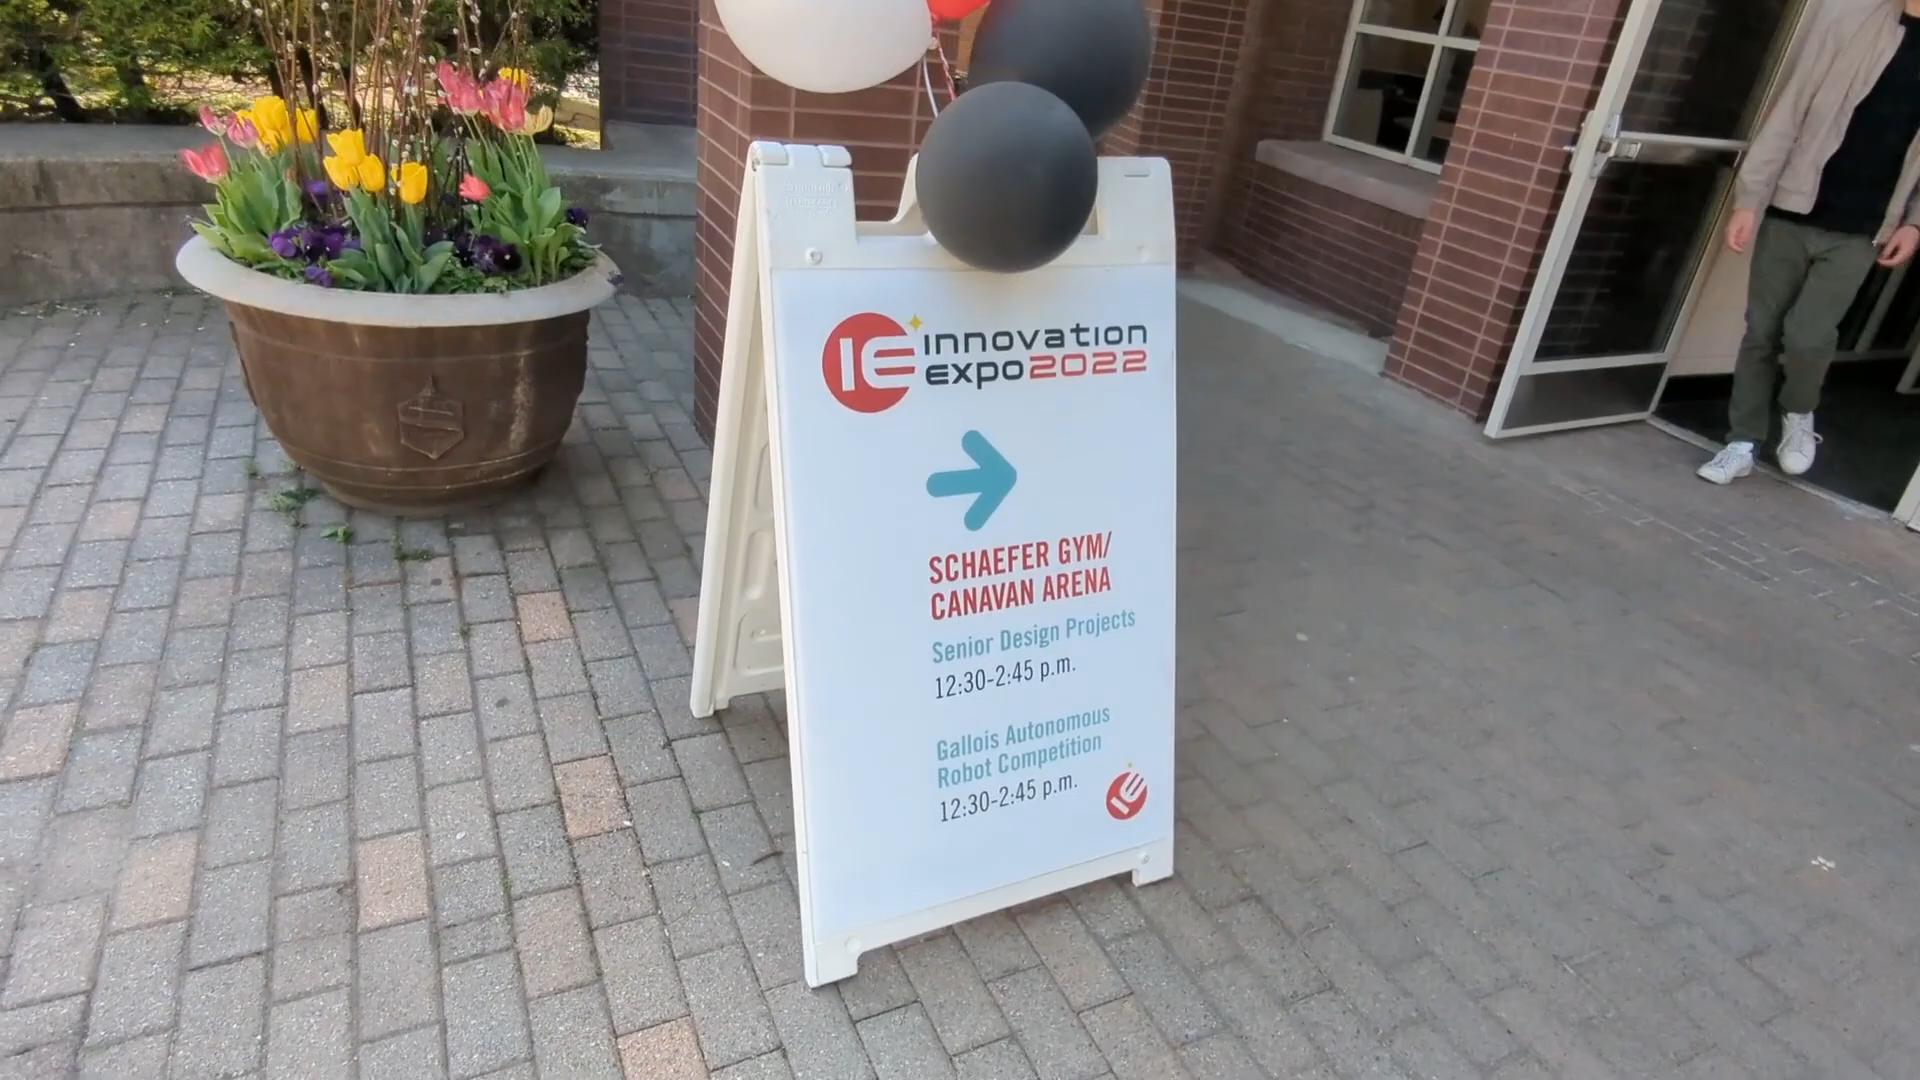 IE innovation
expo2022
SCHAEFER GYM/
CANAVAN ARENA
Senior Design Projects
12:30-2:45 p.m.
Gallois Autonomous
Robot Competition
12:30-2:45 p.m.
IE
S